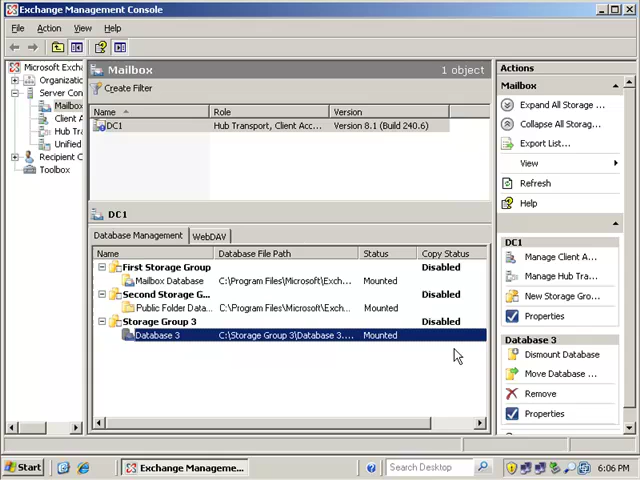 Exchange Management Console
File Action View Help
Microsoft Exch
Organizatic
Server Con
Mailbox
Client A
Hub Tra
Unified
Recipient C
Toolbox
Mailbox 1 object
Create Filter
Name Role Version
DC1 Hub Transport, Client Acc... Version 8.1 (Build 240.6)
DC1
Database Management WebDAV
Name Database File Path Status Copy Status
First Storage Group Disabled
Mailbox Database C:\Program Files\Microsoft\Exch... Mounted
Second Storage G... Disabled
Public Folder Data... C:\Program Files\Microsoft\Exch... Mounted
Storage Group 3 Disabled
Database 3 C:\Storage Group 3\Database 3.... Mounted
Actions
Mailbox
Expand All Storage ...
Collapse All Storag...
Export List...
View
Refresh
Help
DC1
Manage Client A...
Manage Hub Tra...
New Storage Gro...
Properties
Database 3
Dismount Database
Move Database ...
Remove
Properties
Start Exchange Manageme... Search Desktop 6:06 PM